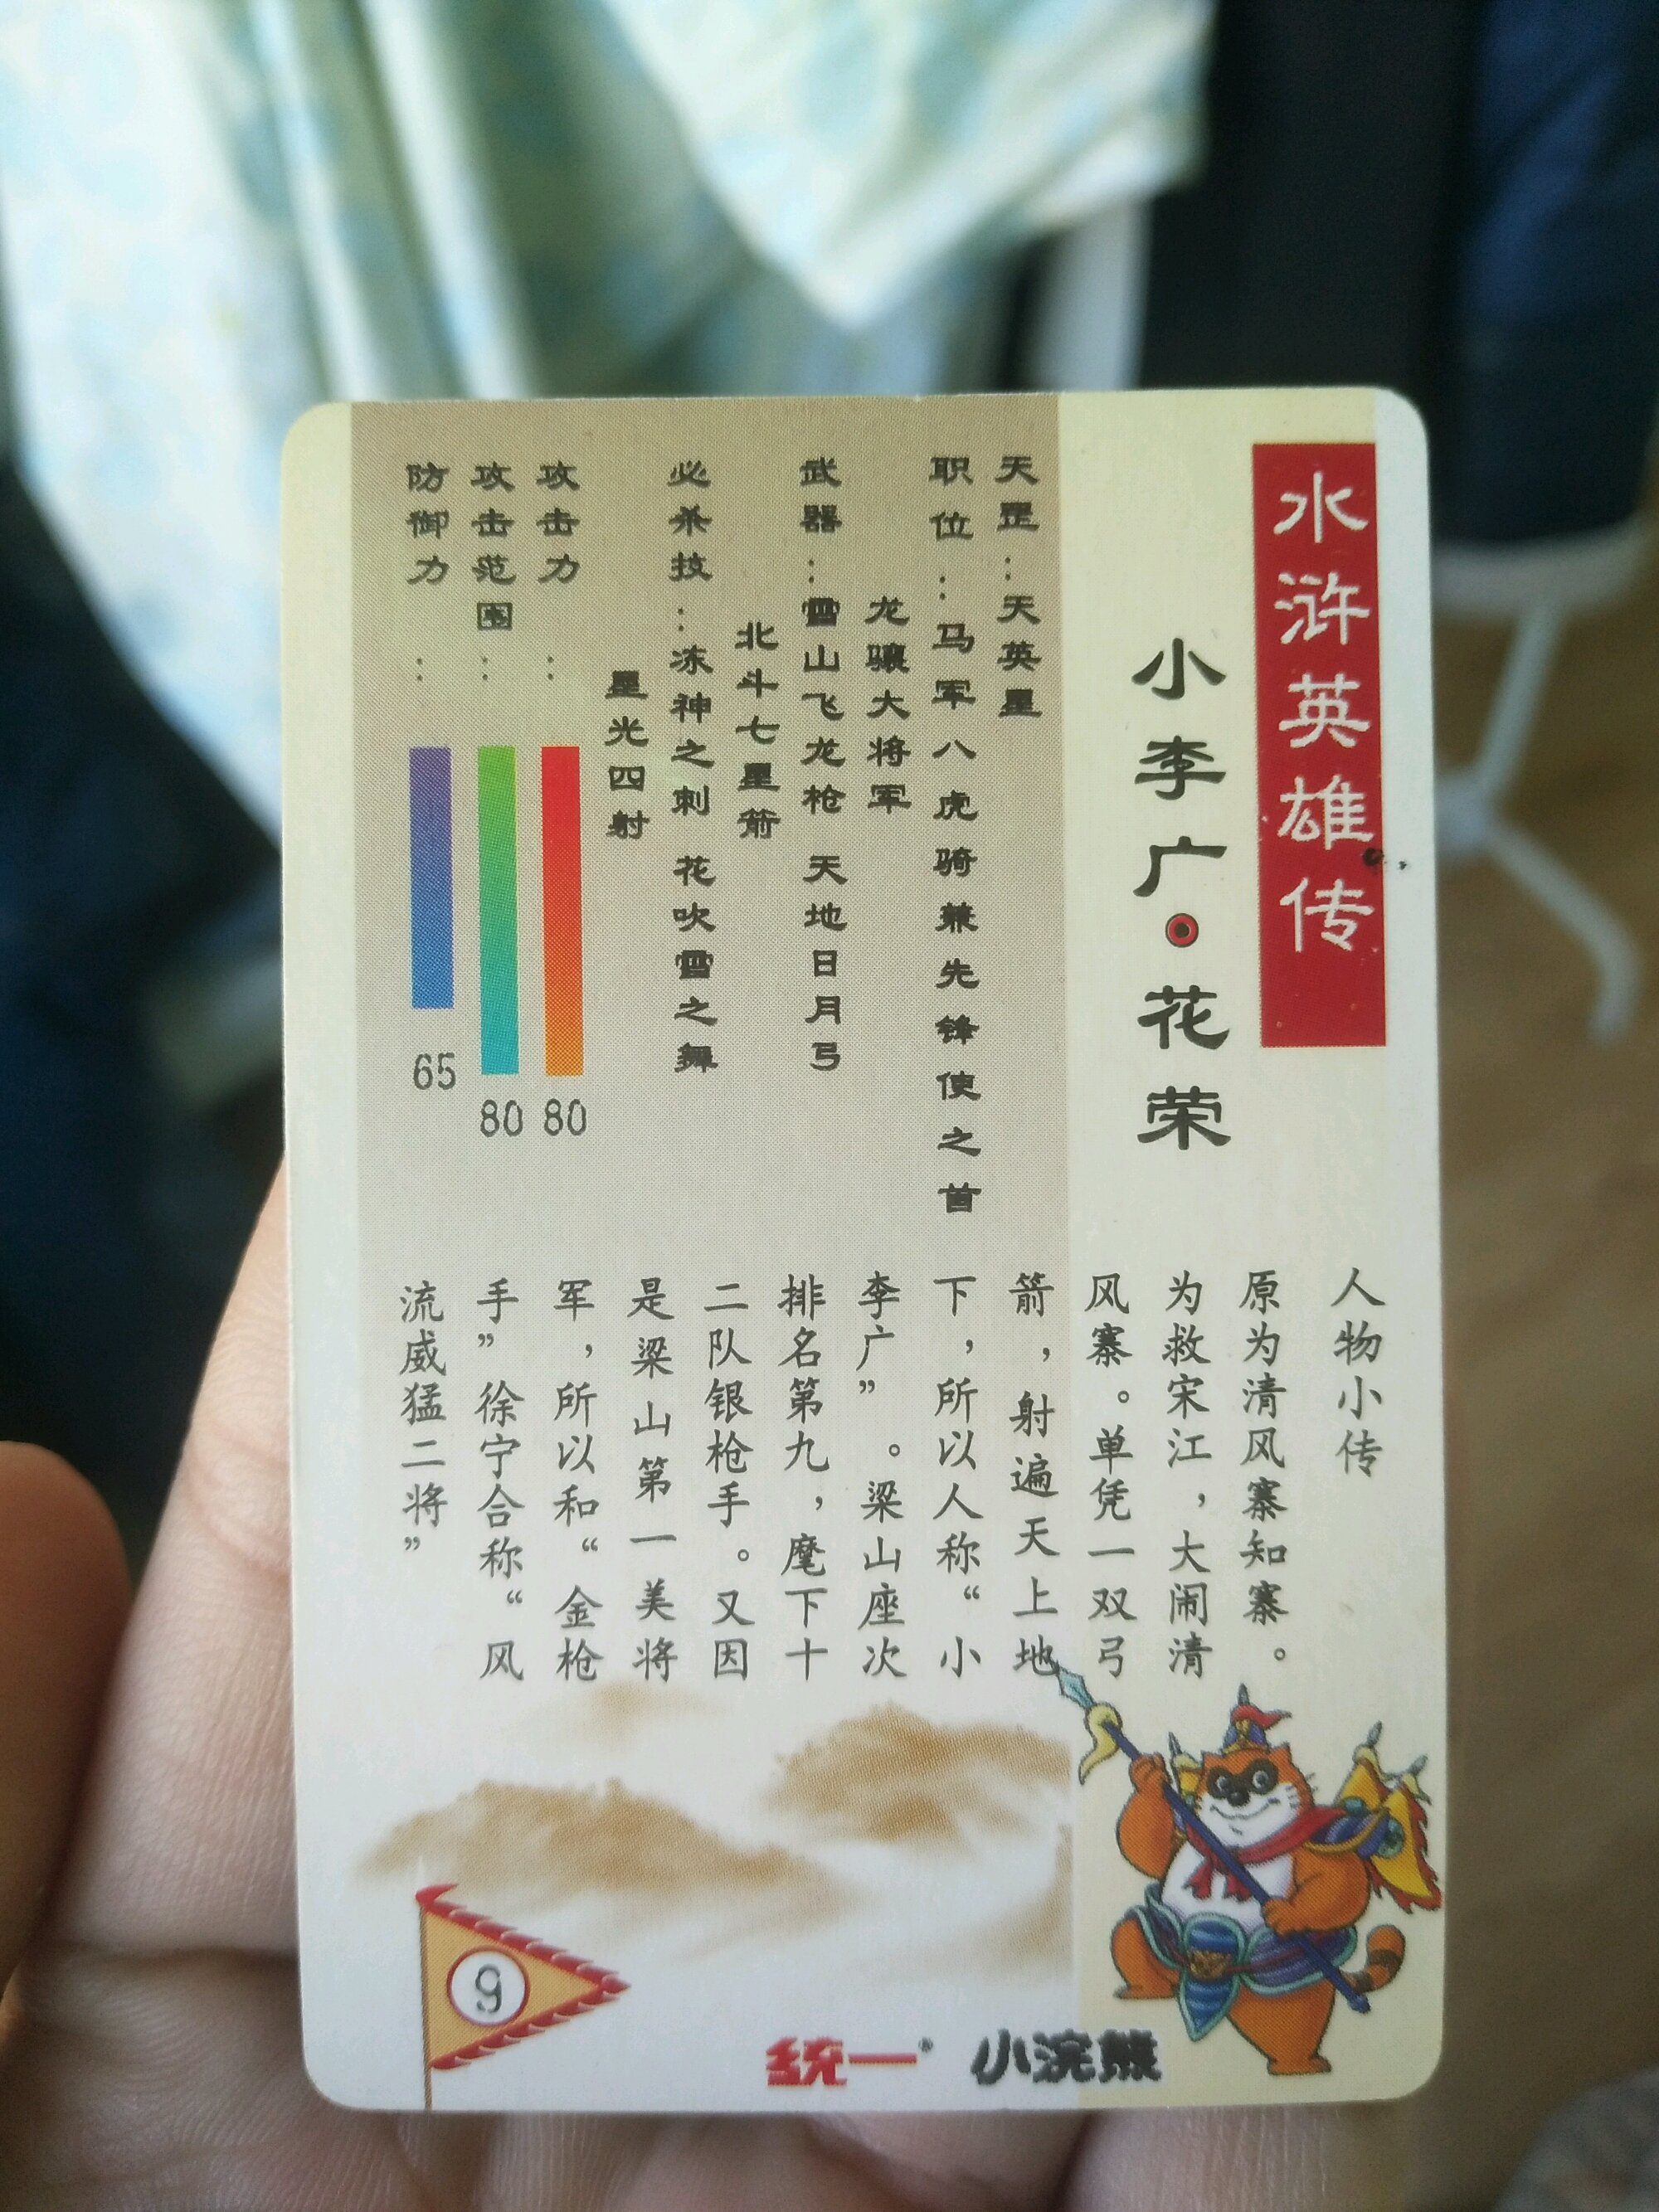 水浒英雄传
小李广·花荣
天罡：天英星
职位：马军八虎骑兼先锋使之首
龙骧大将军
武器：雪山飞龙枪 天地日月弓
北斗七星箭
必杀技：冻神之刺 花吹雪之舞
星光四射
攻击力： 80
攻击范围： 80
防御力： 65
人物小传
原为清风寨知寨。
为救宋江，大闹清
风寨。单凭一双弓
箭，射遍天上地
下，所以人称“小
李广”。梁山座次
排名第九，麾下十
二队银枪手。又因
是梁山第一美将
军，所以和“金枪
手”徐宁合称“风
流威猛二将”
9
统一® 小浣熊